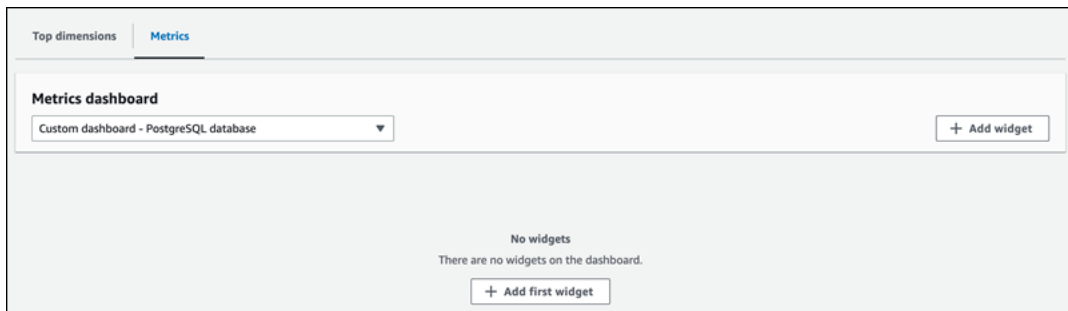 Top dimensions
Metrics
Metrics dashboard
Custom dashboard - PostgreSQL database
+ Add widget
No widgets
There are no widgets on the dashboard.
+ Add first widget